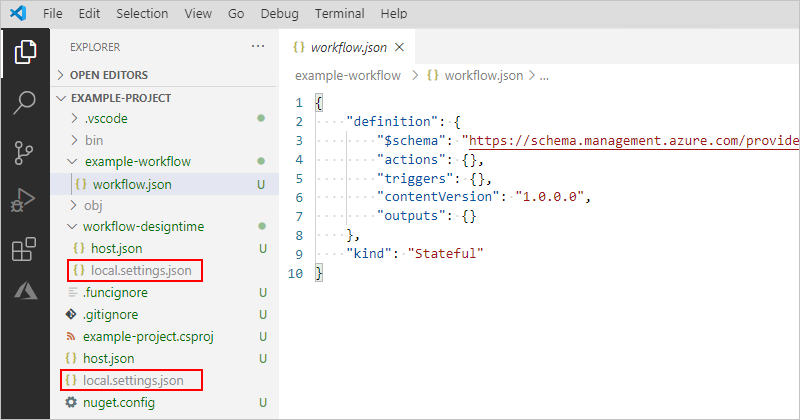 File Edit Selection View Go Debug Terminal Help
EXPLORER ...
OPEN EDITORS
EXAMPLE-PROJECT
.vscode
bin
example-workflow
{} workflow.json U
obj
workflow-designtime
{} host.json U
{} local.settings.json
.funcignore U
.gitignore U
example-project.csproj U
{} host.json U
{} local.settings.json
nuget.config U
{} workflow.json ×
example-workflow > {} workflow.json > ...
1 {
2 "definition": {
3 "$schema": "https://schema.management.azure.com/provide
4 "actions": {},
5 "triggers": {},
6 "contentVersion": "1.0.0.0",
7 "outputs": {}
8 },
9 "kind": "Stateful"
10 }